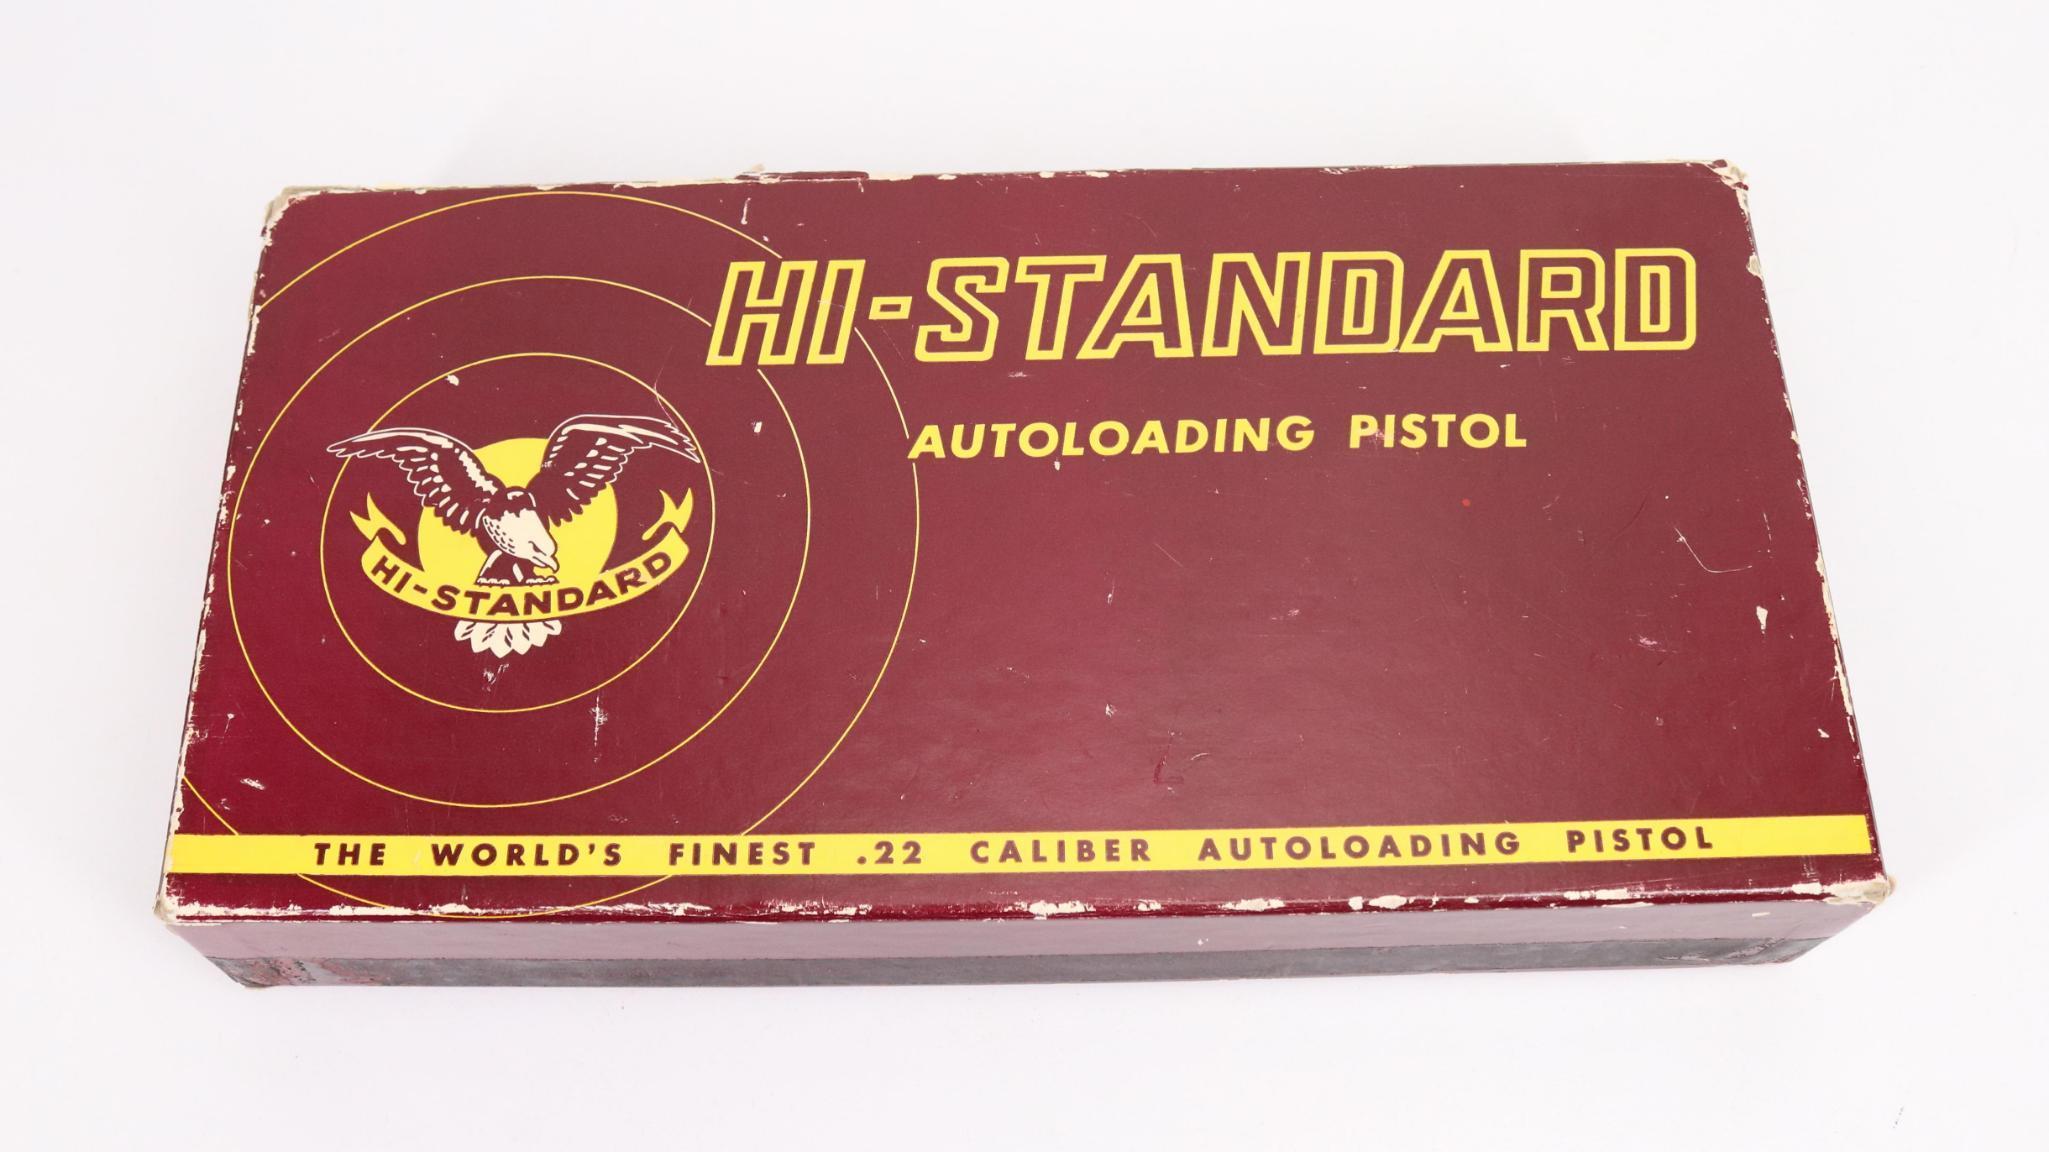 HI-STANDARD
AUTOLOADING PISTOL
HI-STANDARD
THE WORLD'S FINEST .22 CALIBER AUTOLOADING PISTOL